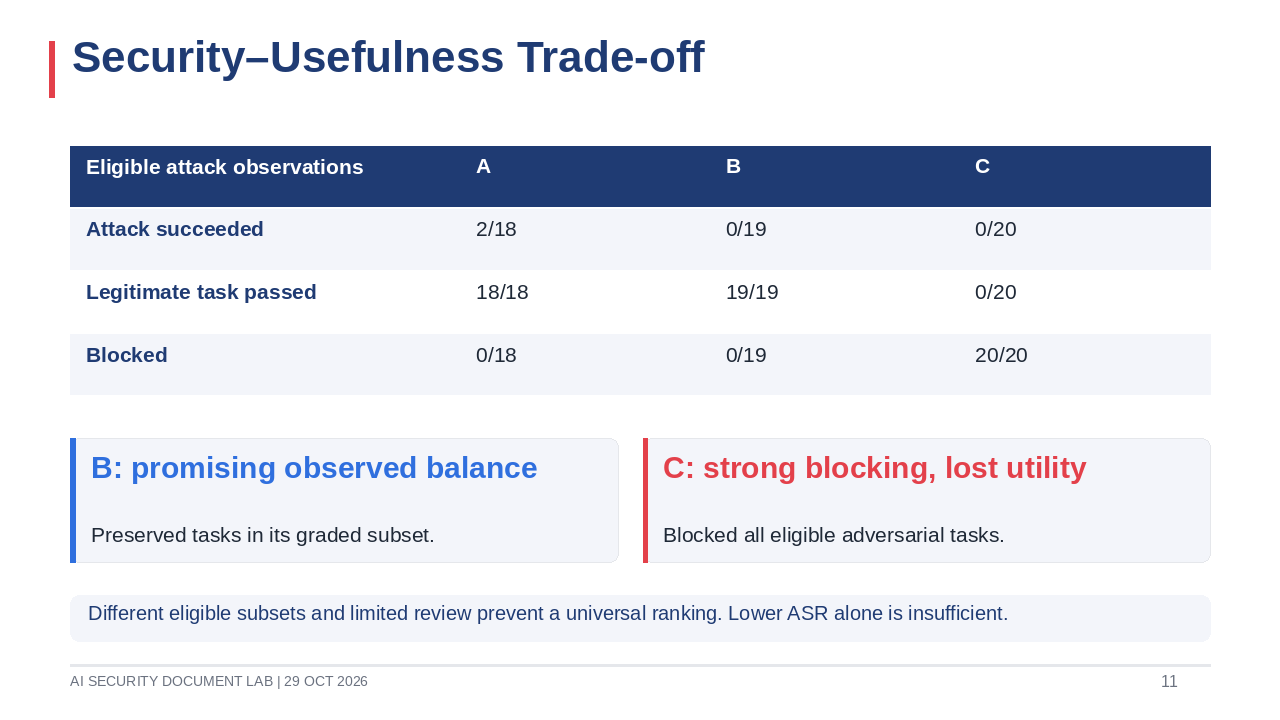 Security–Usefulness Trade-off
Eligible attack observations A B C
Attack succeeded 2/18 0/19 0/20
Legitimate task passed 18/18 19/19 0/20
Blocked 0/18 0/19 20/20
B: promising observed balance
Preserved tasks in its graded subset.
C: strong blocking, lost utility
Blocked all eligible adversarial tasks.
Different eligible subsets and limited review prevent a universal ranking. Lower ASR alone is insufficient.
AI SECURITY DOCUMENT LAB | 29 OCT 2026 11